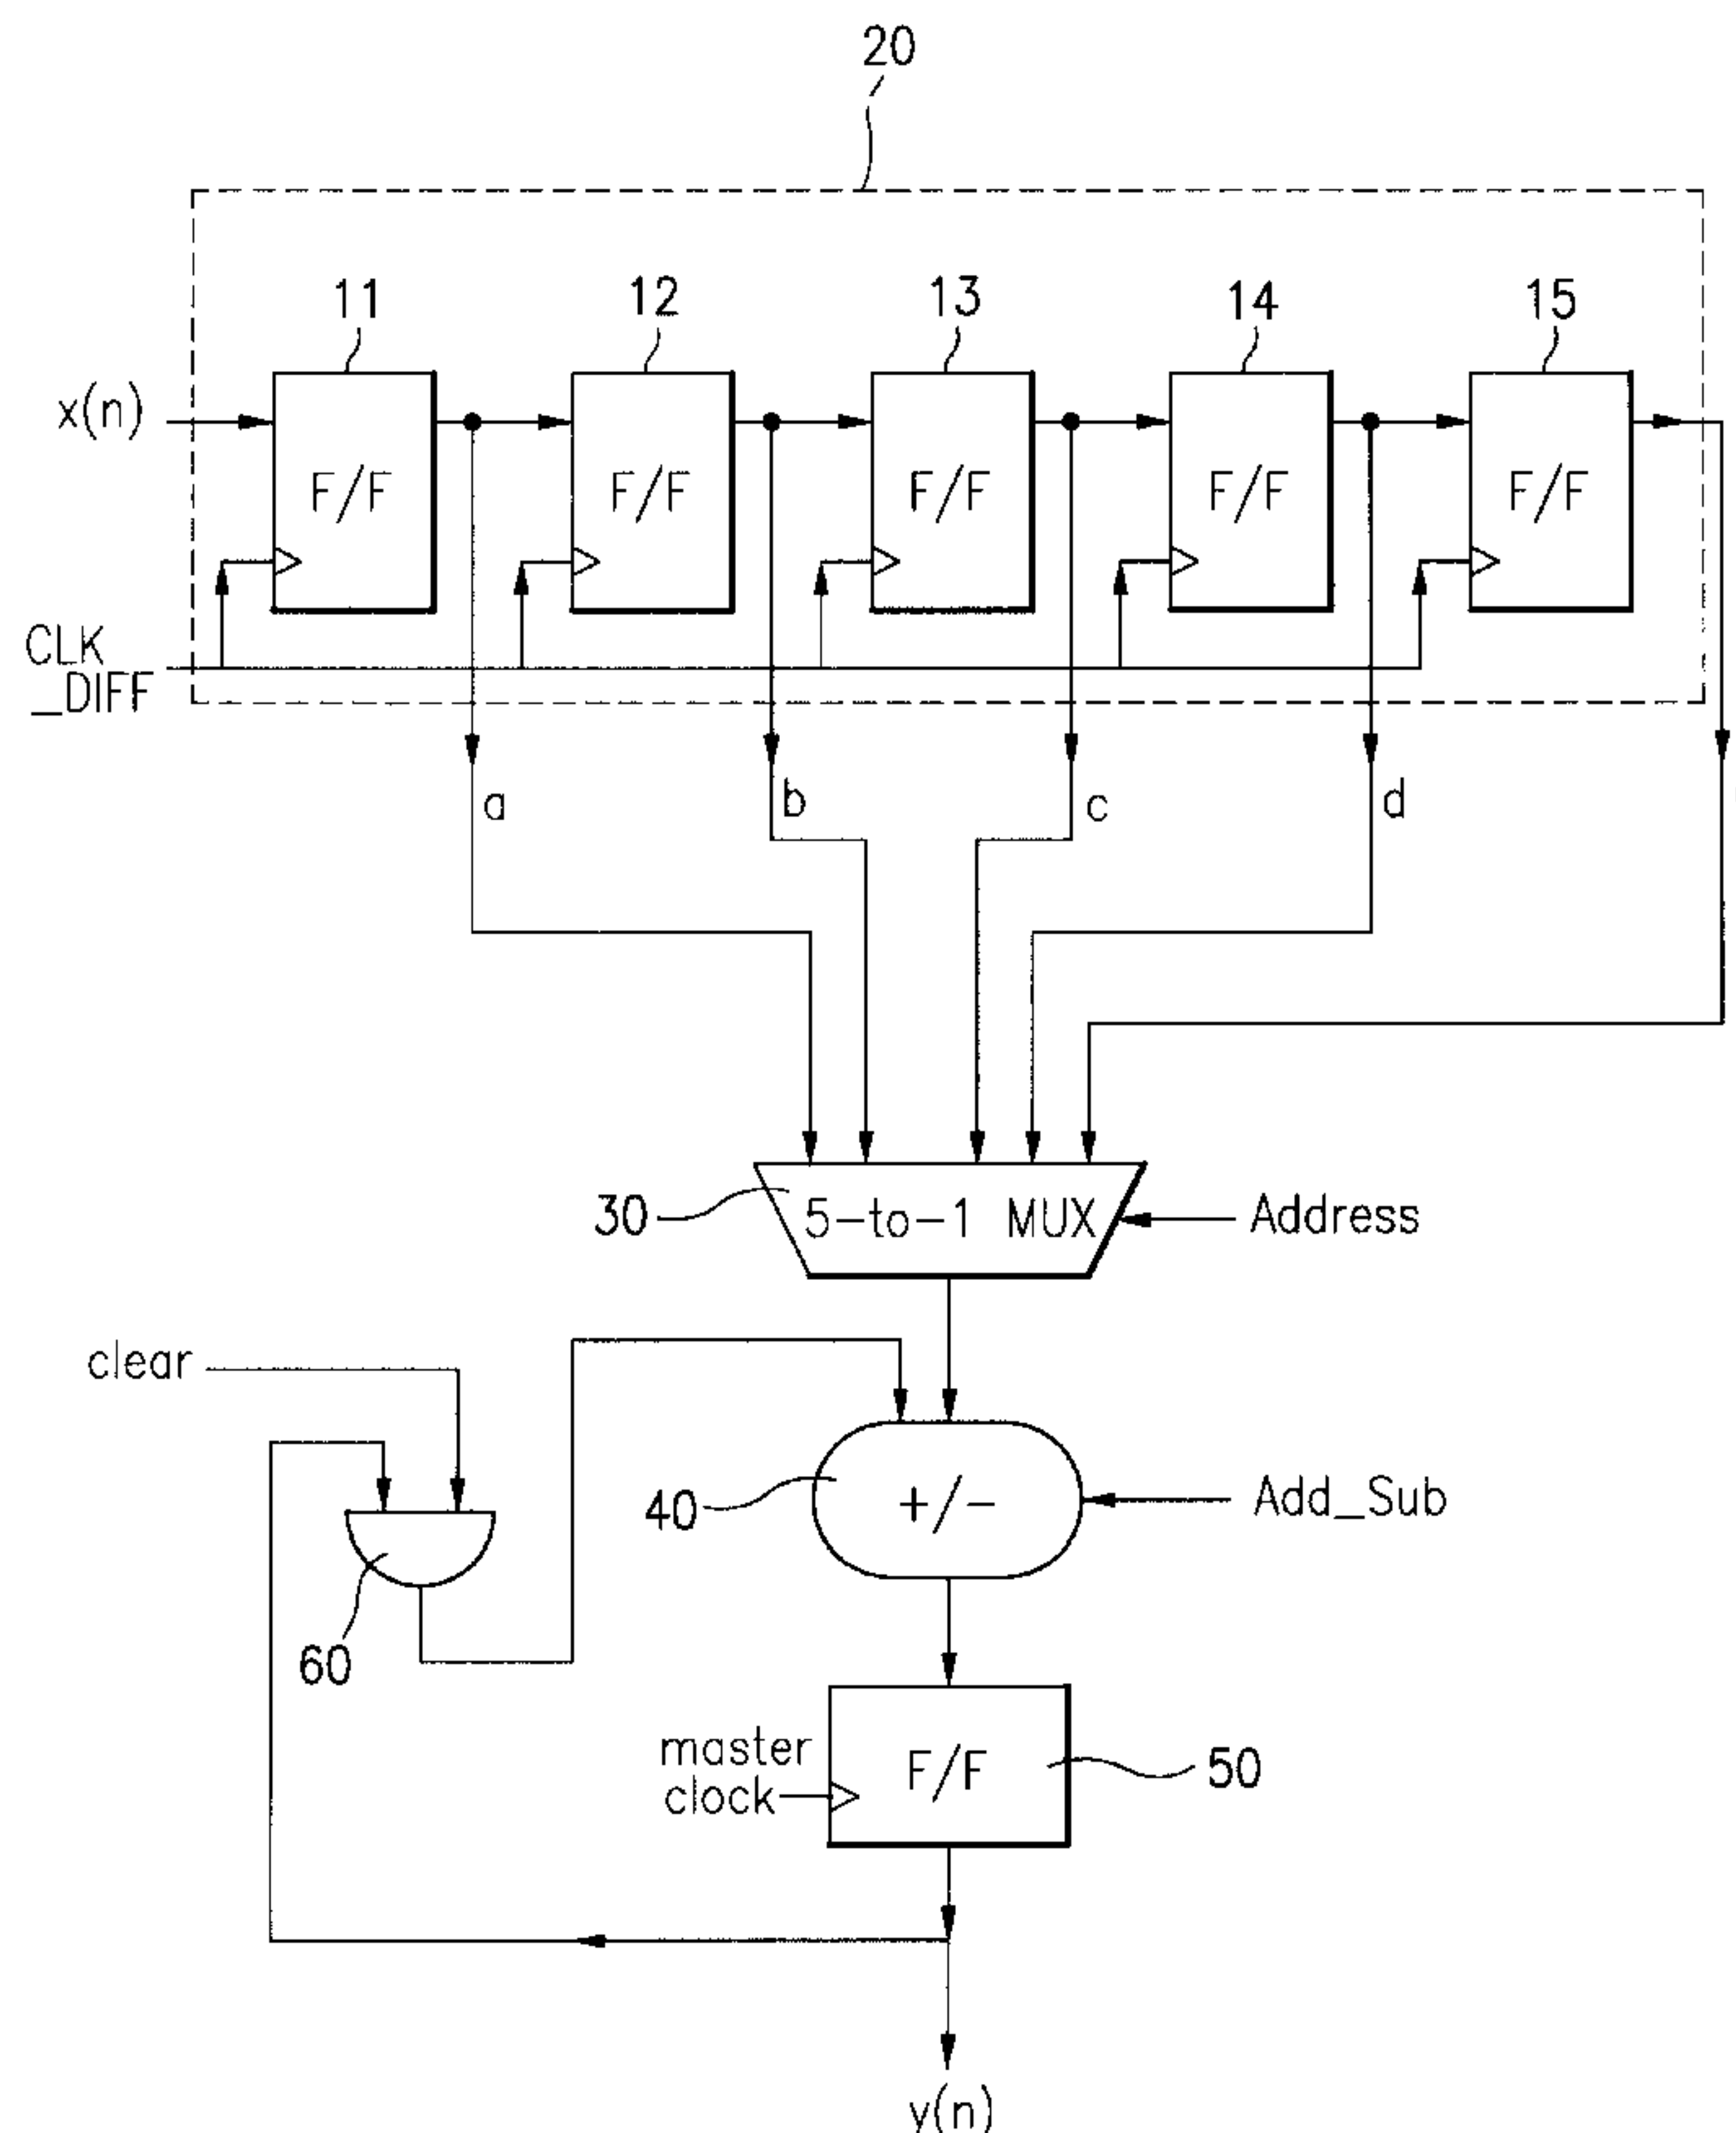 20
11
12
13
14
15
x(n)
F/F
F/F
F/F
F/F
F/F
CLK
_DIFF
a
b
c
d
30
5-to-1 MUX
Address
clear
40
+/-
Add_Sub
60
master
clock
F/F
50
y(n)